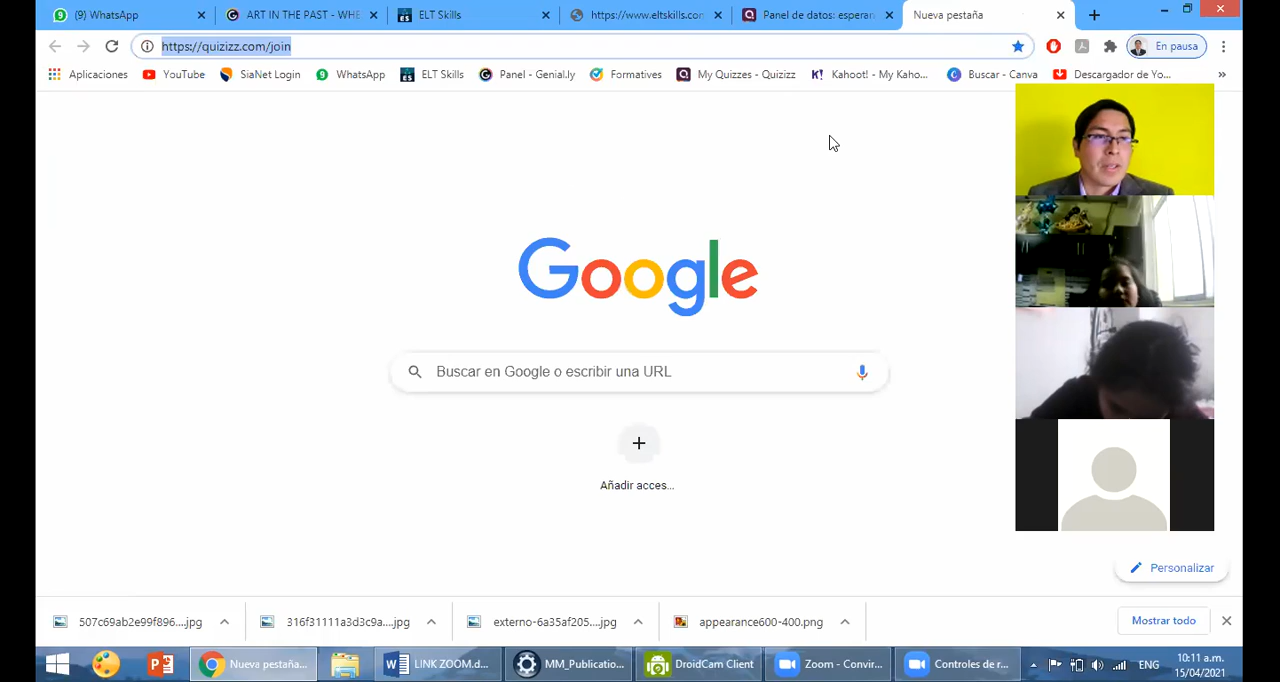 (9) WhatsApp
ART IN THE PAST - WHE
ELT Skills
https://www.eltskills.com
Panel de datos: esperan
Nueva pestaña
https://quizizz.com/join
En pausa
Aplicaciones
YouTube
SiaNet Login
WhatsApp
ELT Skills
Panel - Genial.ly
Formatives
My Quizzes - Quizizz
Kahoot! - My Kaho...
Buscar - Canva
Descargador de Yo...
Google
Buscar en Google o escribir una URL
Añadir acces...
Personalizar
507c69ab2e99f896....jpg
316f31111a3d3c9a....jpg
externo-6a35af205....jpg
appearance600-400.png
Mostrar todo
Nueva pestaña...
LINK ZOOM.d...
MM_Publicatio...
DroidCam Client
Zoom - Convir...
Controles de r...
ENG
10:11 a.m.
15/04/2021